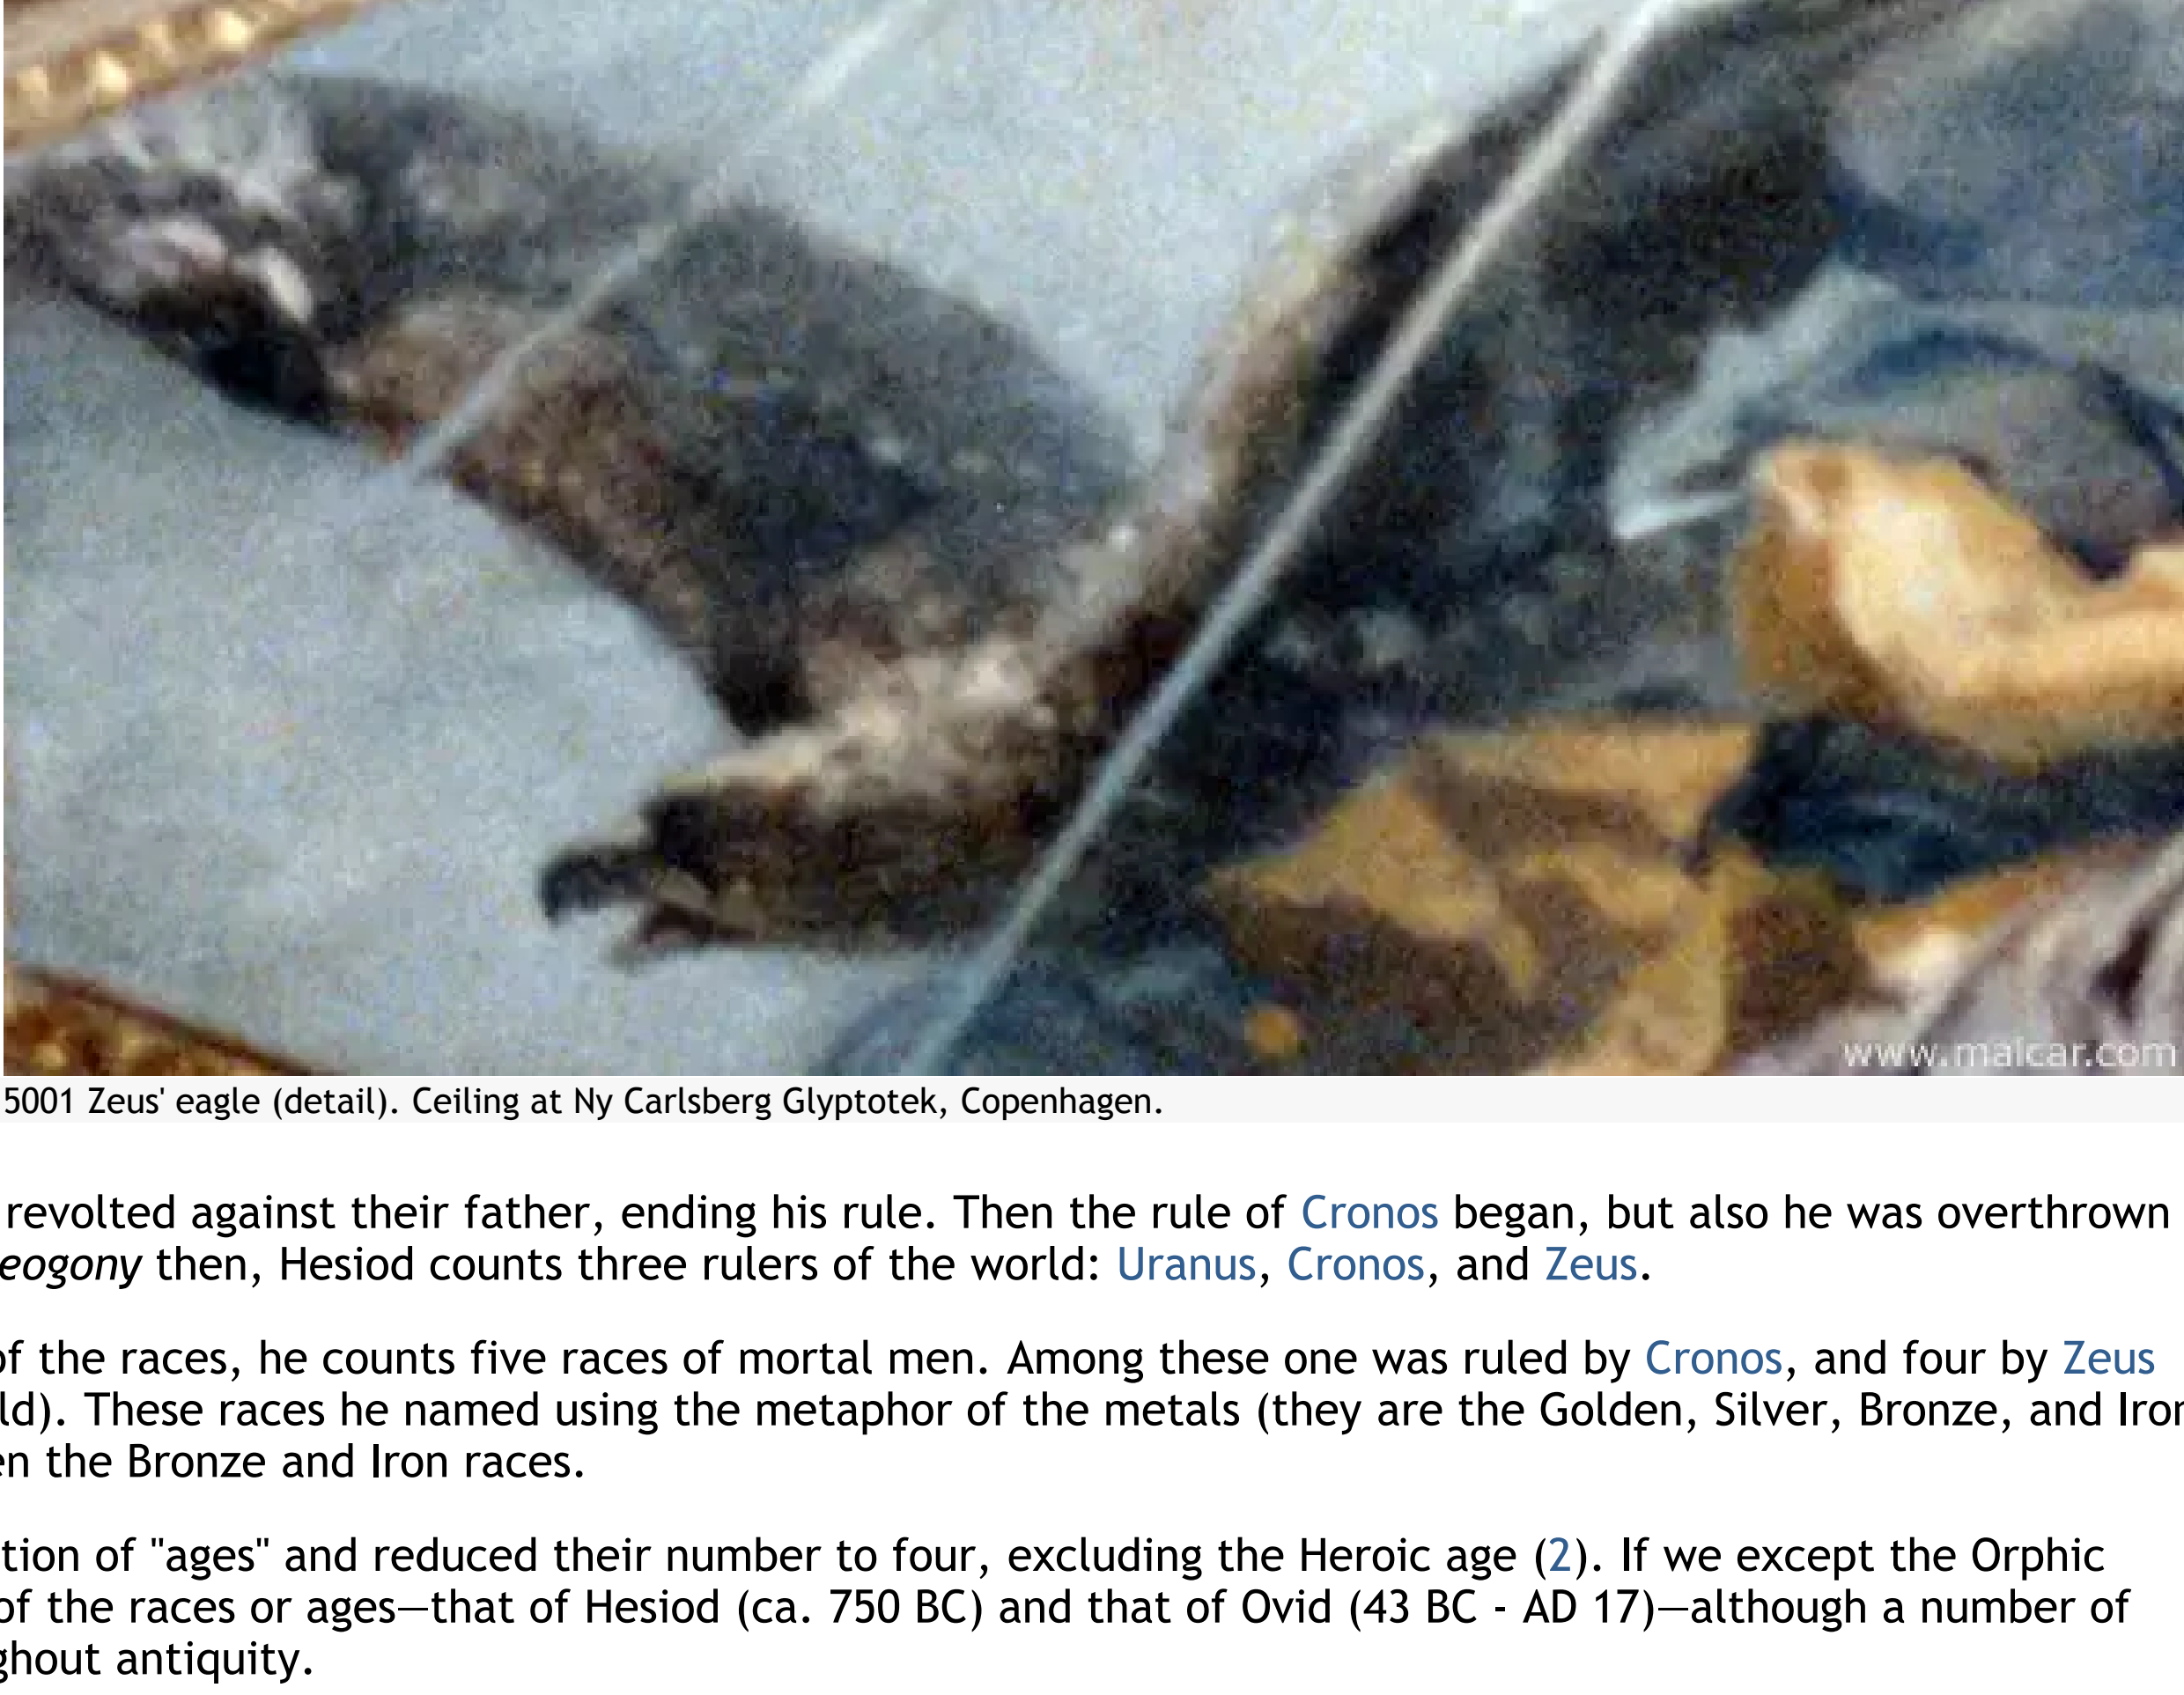 www.maicar.com
5001 Zeus' eagle (detail). Ceiling at Ny Carlsberg Glyptotek, Copenhagen.
revolted against their father, ending his rule. Then the rule of Cronos began, but also he was overthrown
eogony then, Hesiod counts three rulers of the world: Uranus, Cronos, and Zeus.
of the races, he counts five races of mortal men. Among these one was ruled by Cronos, and four by Zeus
ld). These races he named using the metaphor of the metals (they are the Golden, Silver, Bronze, and Iron
en the Bronze and Iron races.
tion of "ages" and reduced their number to four, excluding the Heroic age (2). If we except the Orphic
of the races or ages—that of Hesiod (ca. 750 BC) and that of Ovid (43 BC - AD 17)—although a number of
ghout antiquity.